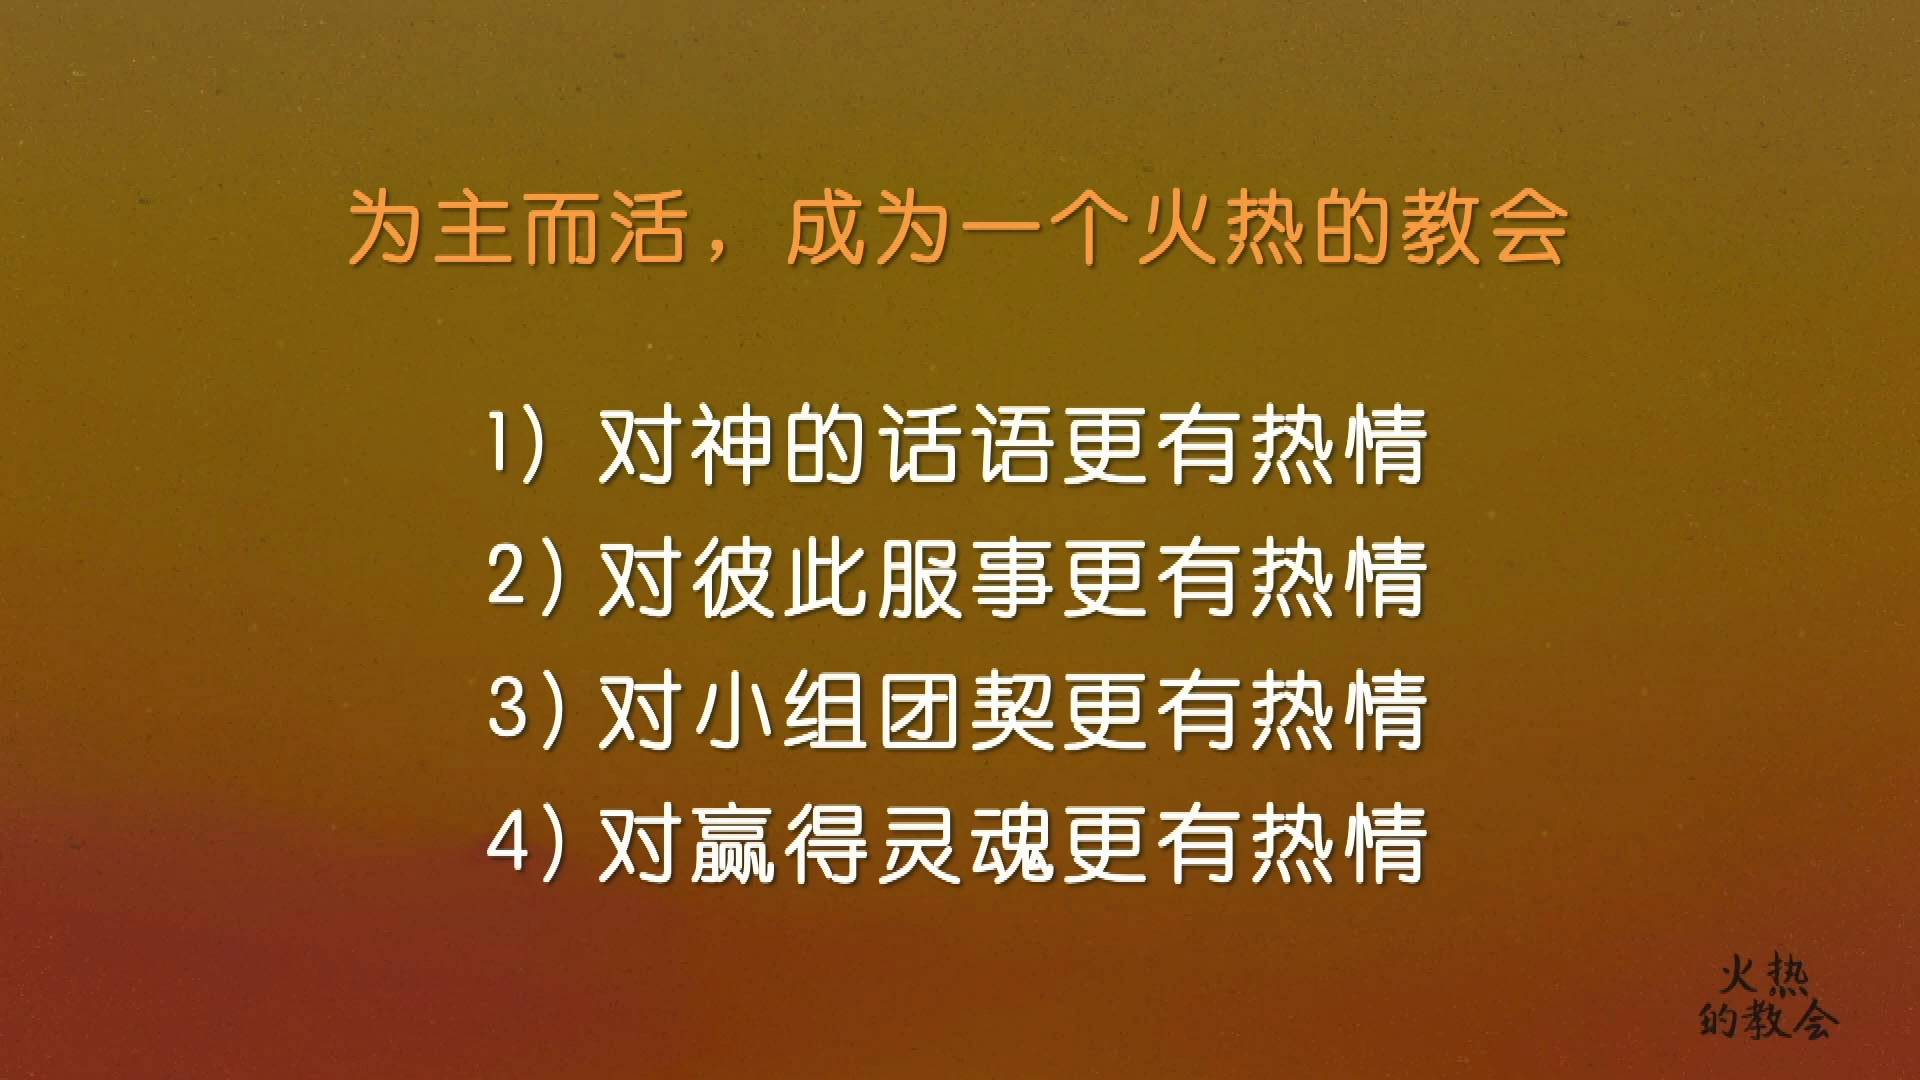 为主而活，成为一个火热的教会
1) 对神的话语更有热情
2) 对彼此服事更有热情
3) 对小组团契更有热情
4) 对赢得灵魂更有热情
火热
的教会